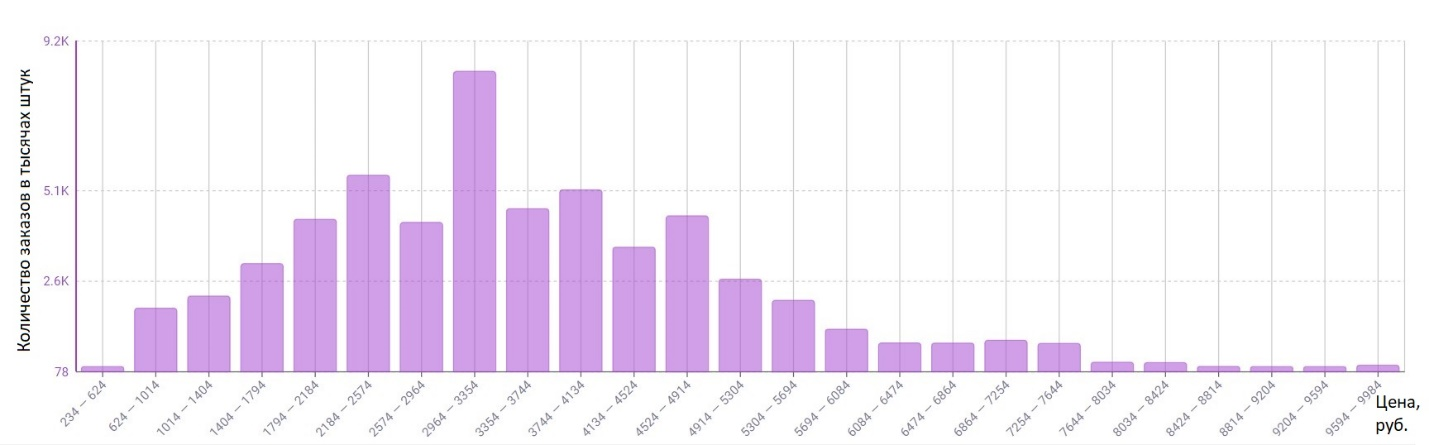 Количество заказов в тысячах штук
9.2K
5.1K
2.6K
78
234 – 624
624 – 1014
1014 – 1404
1404 – 1794
1794 – 2184
2184 – 2574
2574 – 2964
2964 – 3354
3354 – 3744
3744 – 4134
4134 – 4524
4524 – 4914
4914 – 5304
5304 – 5694
5694 – 6084
6084 – 6474
6474 – 6864
6864 – 7254
7254 – 7644
7644 – 8034
8034 – 8424
8424 – 8814
8814 – 9204
9204 – 9594
9594 – 9984
Цена,
руб.